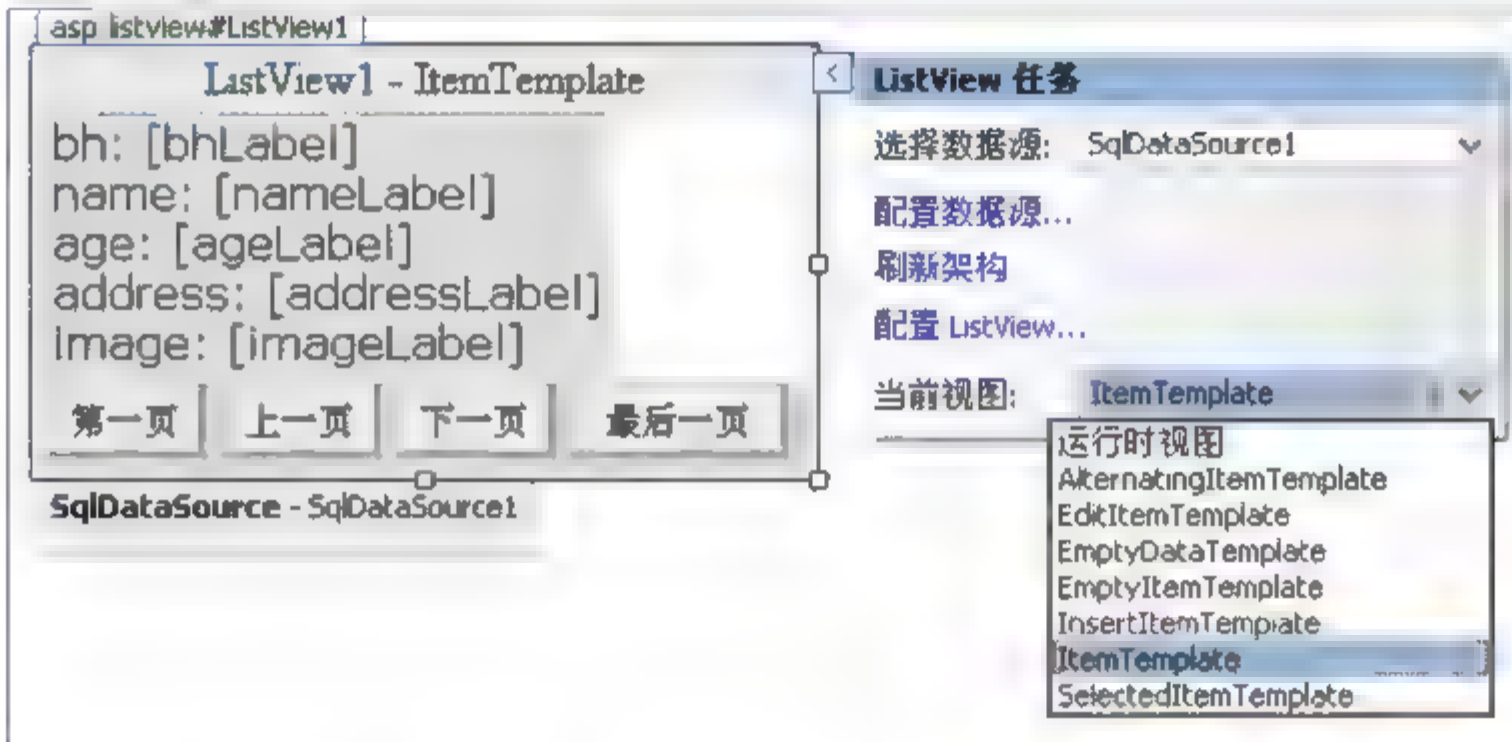 asp listview#ListView1
ListView1 - ItemTemplate
bh: [bhLabel]
name: [nameLabel]
age: [ageLabel]
address: [addressLabel]
image: [imageLabel]
第一页 上一页 下一页 最后一页
SqlDataSource - SqlDataSource1
ListView 任务
选择数据源: SqlDataSource1
配置数据源...
刷新架构
配置 ListView...
当前视图: ItemTemplate
运行时视图
AlternatingItemTemplate
EditItemTemplate
EmptyDataTemplate
EmptyItemTemplate
InsertItemTemplate
ItemTemplate
SelectedItemTemplate